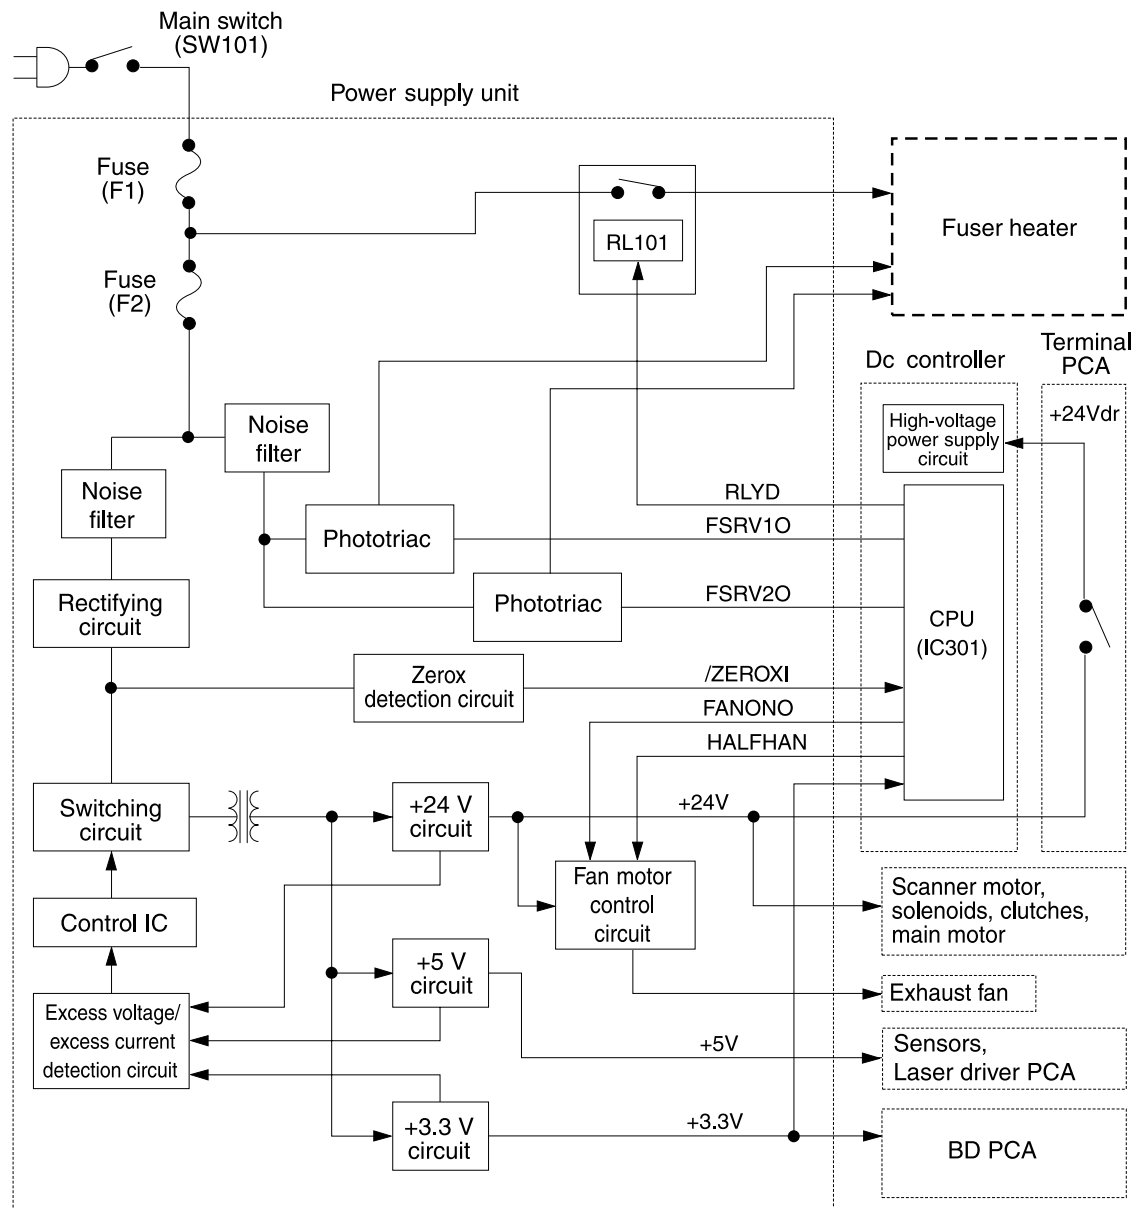 Main switch
(SW101)
Power supply unit
Fuse
(F1)
RL101
Fuser heater
Fuse
(F2)
Terminal
PCA
Dc controller
+24Vdr
High-voltage
power supply
circuit
Noise
filter
Noise
filter
RLYD
FSRV1O
Phototriac
FSRV2O
Phototriac
Rectifying
circuit
CPU
(IC301)
Zerox
detection circuit
/ZEROXI
FANONO
HALFHAN
Switching
circuit
+24 V
circuit
+24V
Fan motor
control
circuit
Scanner motor,
solenoids, clutches,
main motor
Control IC
+5 V
circuit
Exhaust fan
Excess voltage/
excess current
detection circuit
+5V
Sensors,
Laser driver PCA
+3.3 V
circuit
+3.3V
BD PCA